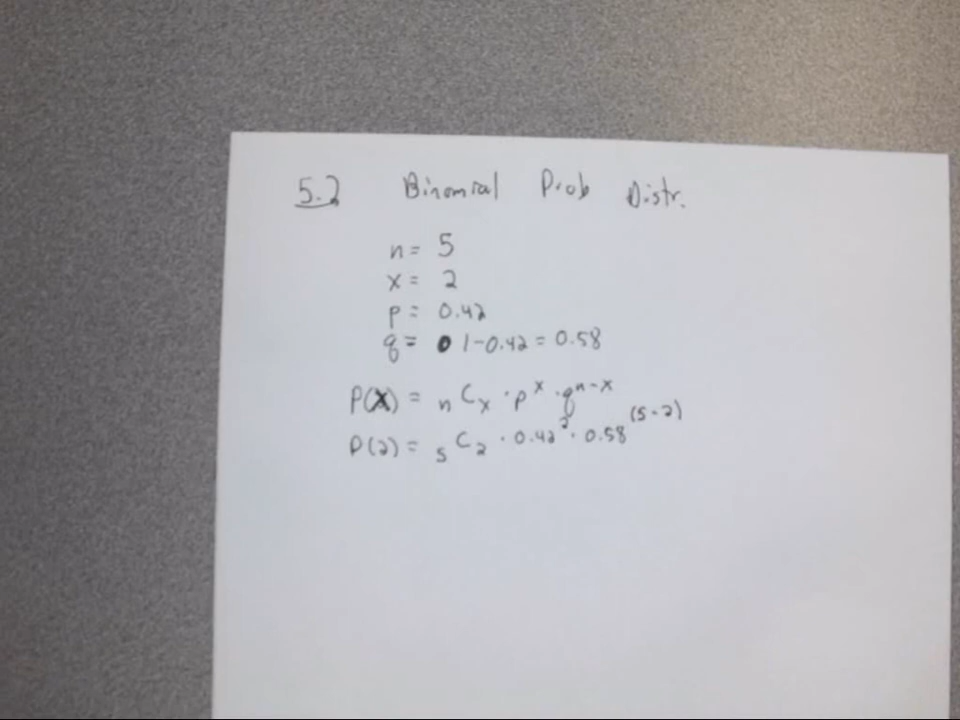 5.2 Binomial Prob Distr.
n = 5
x = 2
p = 0.42
q = 1-0.42 = 0.58
P(X) = nCx · p^x · q^n-x
P(2) = 5C2 · 0.42^2 · 0.58^(5-2)